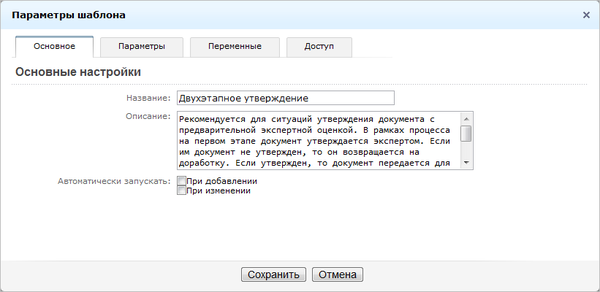 Параметры шаблона
Основное Параметры Переменные Доступ
Основные настройки
Название: Двухэтапное утверждение
Описание: Рекомендуется для ситуаций утверждения документа с
предварительной экспертной оценкой. В рамках процесса
на первом этапе документ утверждается экспертом. Если
им документ не утвержден, то он возвращается на
доработку. Если утвержден, то документ передается для
Автоматически запускать: При добавлении
При изменении
Сохранить Отмена